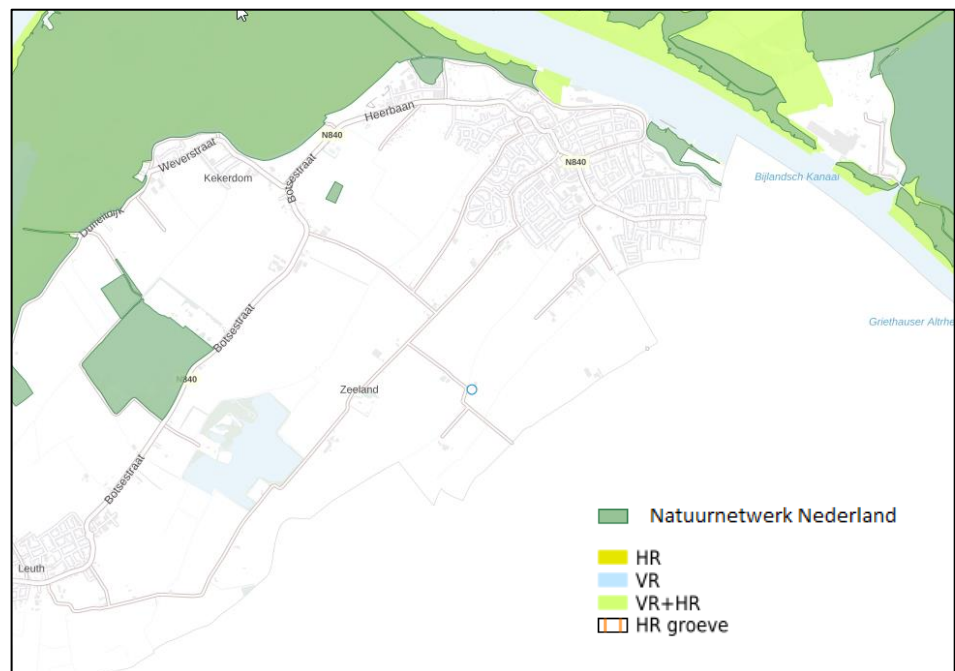 Heerbaan
N840
Weverstraat
Kekerdom
Botsestraat
N840
Bijlandsch Kanaal
Duffeltdijk
Griethauser Altrhe
Botsestraat
N840
Zeeland
Botsestraat
Leuth
Natuurnetwerk Nederland
HR
VR
VR+HR
HR groeve